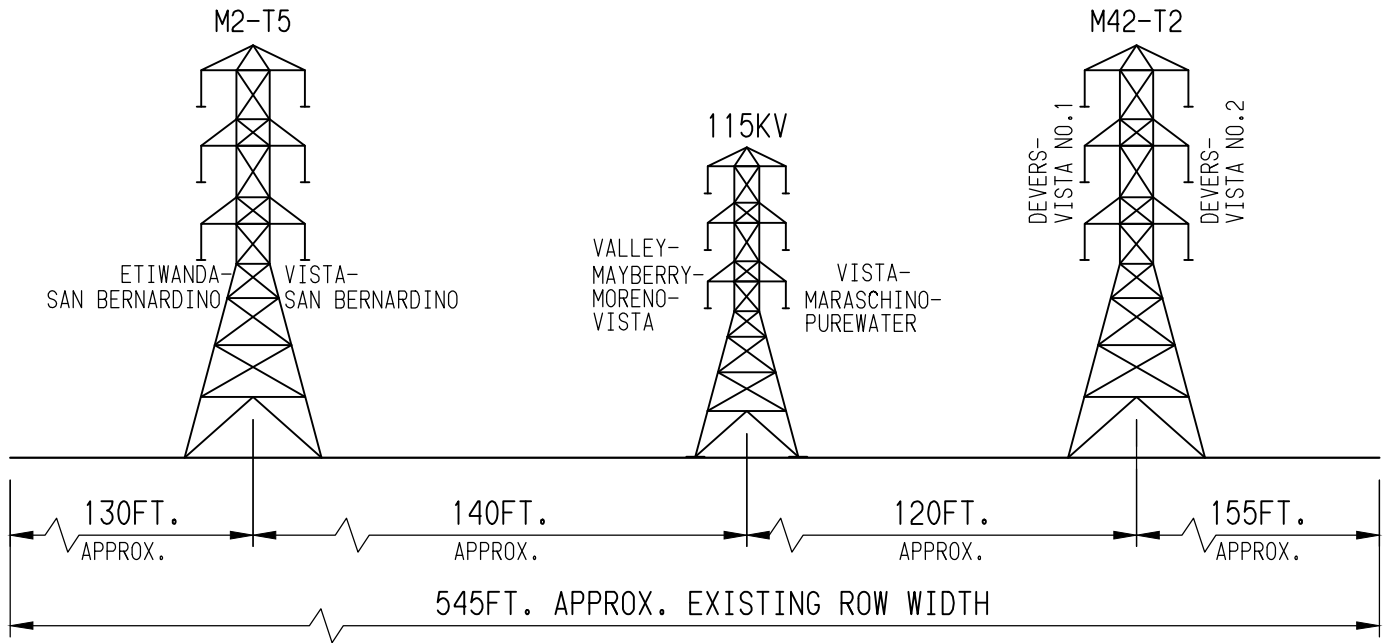 M2-T5
M42-T2
115KV
DEVERS-
VISTA NO.1
DEVERS-
VISTA NO.2
ETIWANDA-
SAN BERNARDINO
VISTA-
SAN BERNARDINO
VALLEY-
MAYBERRY-
MORENO-
VISTA
VISTA-
MARASCHINO-
PUREWATER
130FT.
APPROX.
140FT.
APPROX.
120FT.
APPROX.
155FT.
APPROX.
545FT. APPROX. EXISTING ROW WIDTH